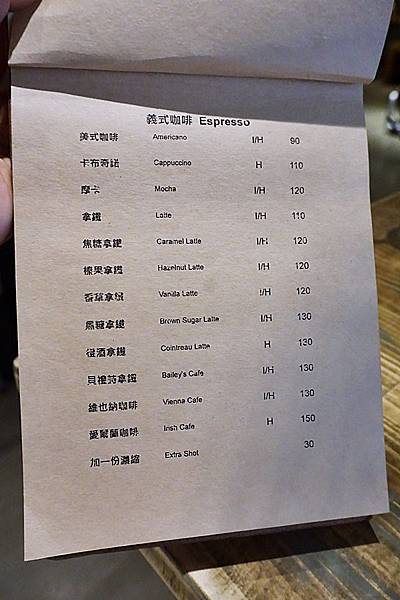 義式咖啡 Espresso
美式咖啡 Americano I/H 90
卡布奇諾 Cappuccino H 110
摩卡 Mocha I/H 120
拿鐵 Latte I/H 110
焦糖拿鐵 Caramel Latte I/H 120
榛果拿鐵 Hazelnut Latte I/H 120
香草拿鐵 Vanilla Latte I/H 120
黑糖拿鐵 Brown Sugar Latte I/H 130
橙酒拿鐵 Cointreau Latte H 130
貝禮詩拿鐵 Bailey's Cafe I/H 130
維也納咖啡 Vienna Cafe I/H 130
愛爾蘭咖啡 Irish Cafe H 150
加一份濃縮 Extra Shot 30